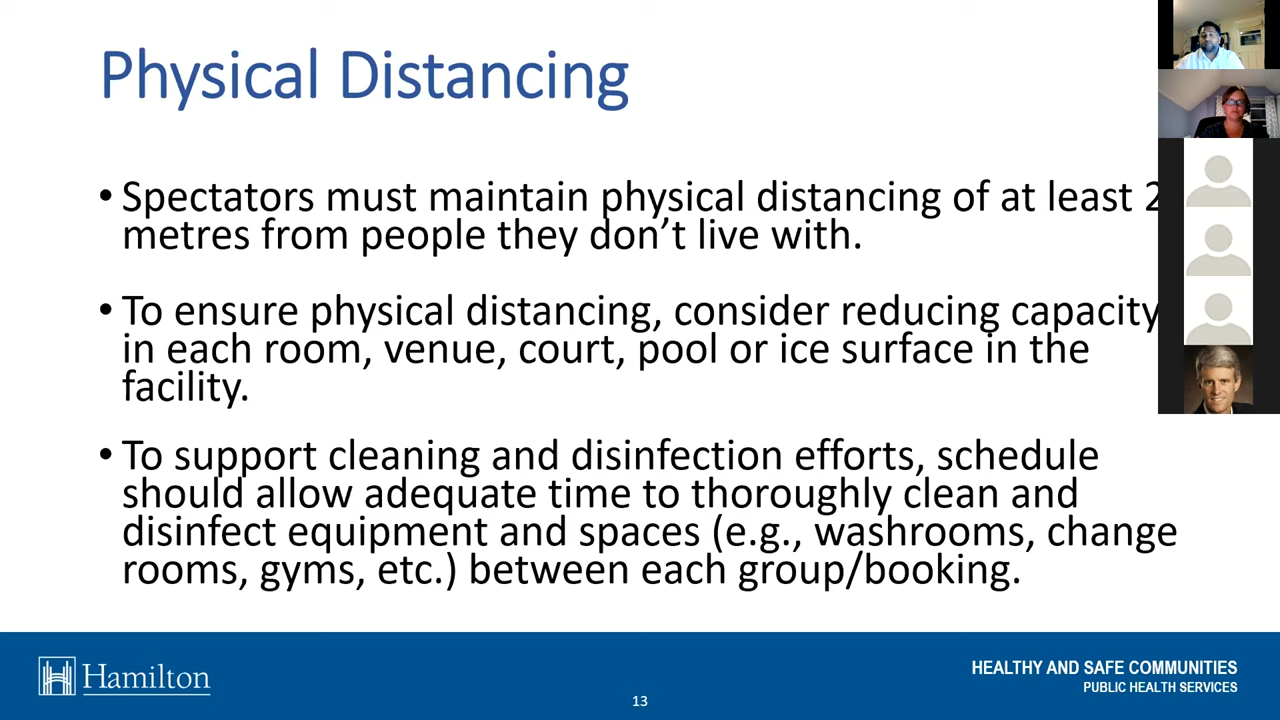 Physical Distancing
• Spectators must maintain physical distancing of at least 2
metres from people they don’t live with.
• To ensure physical distancing, consider reducing capacity
in each room, venue, court, pool or ice surface in the
facility.
• To support cleaning and disinfection efforts, schedule
should allow adequate time to thoroughly clean and
disinfect equipment and spaces (e.g., washrooms, change
rooms, gyms, etc.) between each group/booking.
Hamilton
13
HEALTHY AND SAFE COMMUNITIES
PUBLIC HEALTH SERVICES